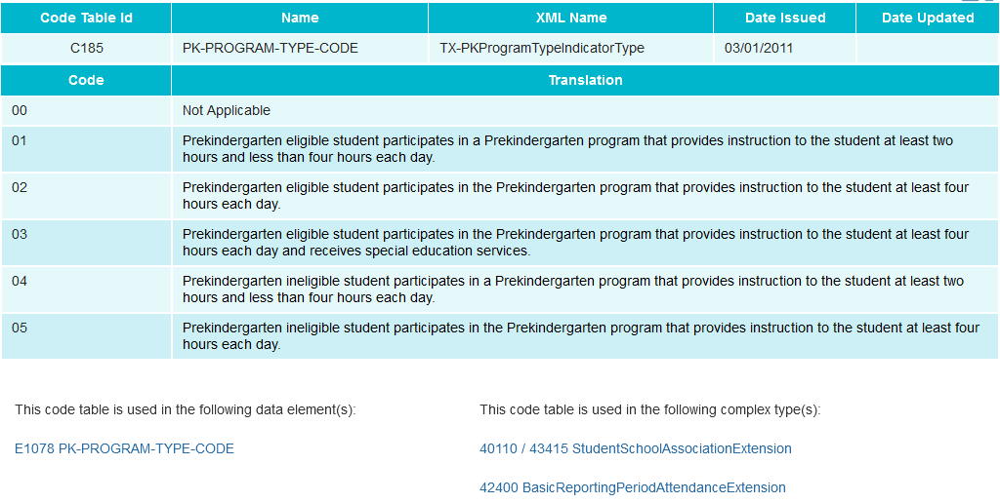 Code Table Id Name XML Name Date Issued Date Updated
C185 PK-PROGRAM-TYPE-CODE TX-PKProgramTypeIndicatorType 03/01/2011
Code Translation
00 Not Applicable
01 Prekindergarten eligible student participates in a Prekindergarten program that provides instruction to the student at least two
hours and less than four hours each day.
02 Prekindergarten eligible student participates in the Prekindergarten program that provides instruction to the student at least four
hours each day.
03 Prekindergarten eligible student participates in the Prekindergarten program that provides instruction to the student at least four
hours each day and receives special education services.
04 Prekindergarten ineligible student participates in a Prekindergarten program that provides instruction to the student at least two
hours and less than four hours each day.
05 Prekindergarten ineligible student participates in the Prekindergarten program that provides instruction to the student at least four
hours each day.
This code table is used in the following data element(s):
E1078 PK-PROGRAM-TYPE-CODE
This code table is used in the following complex type(s):
40110 / 43415 StudentSchoolAssociationExtension
42400 BasicReportingPeriodAttendanceExtension